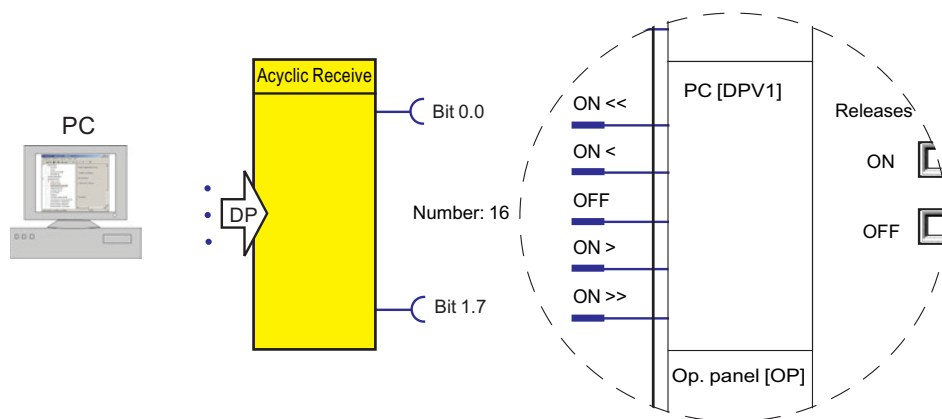 PC
Acyclic Receive
Bit 0.0
DP
Number: 16
Bit 1.7
ON <<
ON <
OFF
ON >
ON >>
PC [DPV1]
Op. panel [OP]
Releases
ON
OFF